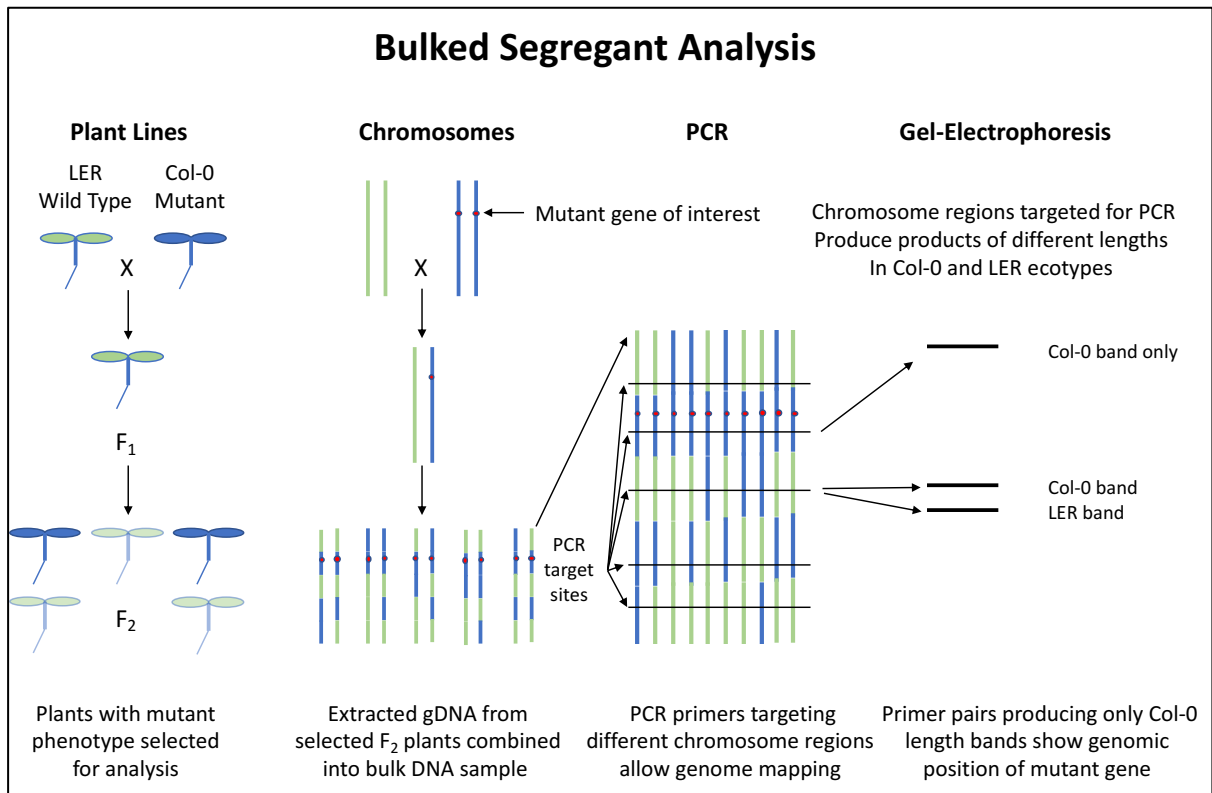 Bulked Segregant Analysis
Plant Lines
LER
Wild Type
Col-0
Mutant
X
F₁
F₂
Plants with mutant
phenotype selected
for analysis
Chromosomes
Mutant gene of interest
X
PCR
target
sites
Extracted gDNA from
selected F₂ plants combined
into bulk DNA sample
PCR
PCR primers targeting
different chromosome regions
allow genome mapping
Gel-Electrophoresis
Chromosome regions targeted for PCR
Produce products of different lengths
In Col-0 and LER ecotypes
Col-0 band only
Col-0 band
LER band
Primer pairs producing only Col-0
length bands show genomic
position of mutant gene